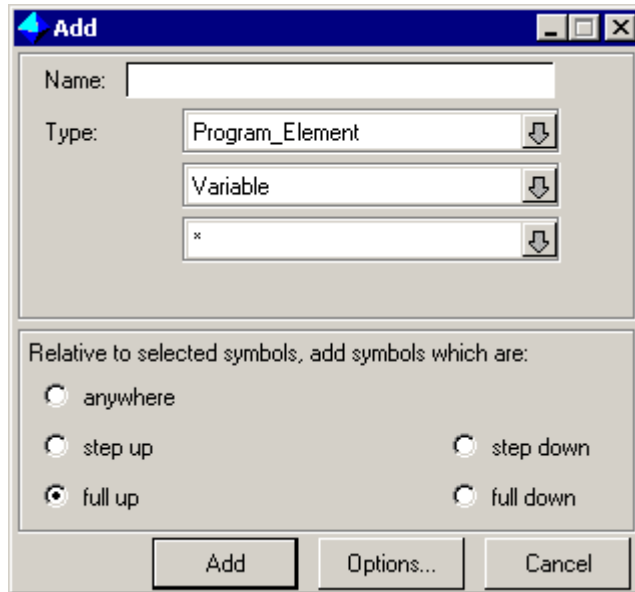 Add
Name:
Type: Program_Element
Variable
*
Relative to selected symbols, add symbols which are:
anywhere
step up step down
full up full down
Add Options... Cancel